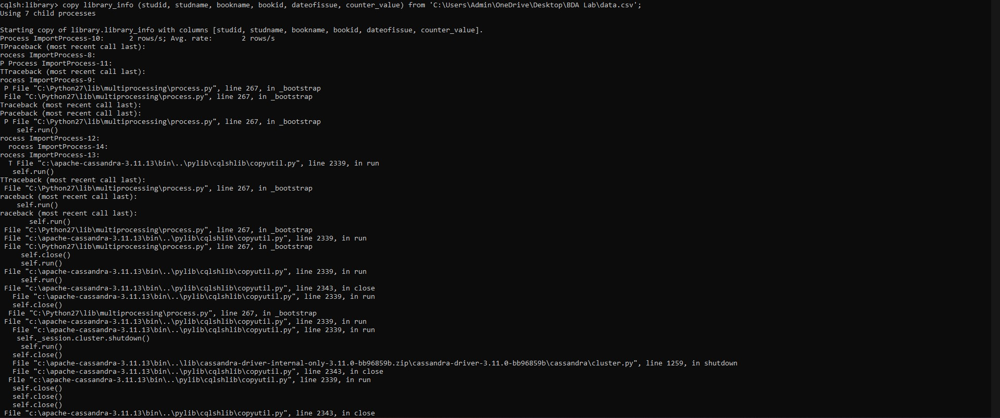 cqlsh:library> copy library_info (studid, studname, bookname, bookid, dateofissue, counter_value) from 'C:\Users\Admin\OneDrive\Desktop\BDA Lab\data.csv';
Using 7 child processes
Starting copy of library.library_info with columns [studid, studname, bookname, bookid, dateofissue, counter_value].
Process ImportProcess-10:      2 rows/s; Avg. rate:       2 rows/s
TPraceback (most recent call last):
rocess ImportProcess-8:
P Process ImportProcess-11:
TTraceback (most recent call last):
rocess ImportProcess-9:
 P File "C:\Python27\lib\multiprocessing\process.py", line 267, in _bootstrap
 File "C:\Python27\lib\multiprocessing\process.py", line 267, in _bootstrap
Traceback (most recent call last):
Praceback (most recent call last):
 P File "C:\Python27\lib\multiprocessing\process.py", line 267, in _bootstrap
    self.run()
rocess ImportProcess-12:
  rocess ImportProcess-14:
rocess ImportProcess-13:
  T File "c:\apache-cassandra-3.11.13\bin\..\pylib\cqlshlib\copyutil.py", line 2339, in run
   self.run()
TTraceback (most recent call last):
 File "C:\Python27\lib\multiprocessing\process.py", line 267, in _bootstrap
raceback (most recent call last):
    self.run()
raceback (most recent call last):
       self.run()
 File "C:\Python27\lib\multiprocessing\process.py", line 267, in _bootstrap
 File "c:\apache-cassandra-3.11.13\bin\..\pylib\cqlshlib\copyutil.py", line 2339, in run
 File "C:\Python27\lib\multiprocessing\process.py", line 267, in _bootstrap
     self.close()
     self.run()
 File "c:\apache-cassandra-3.11.13\bin\..\pylib\cqlshlib\copyutil.py", line 2339, in run
     self.run()
 File "c:\apache-cassandra-3.11.13\bin\..\pylib\cqlshlib\copyutil.py", line 2343, in close
   File "c:\apache-cassandra-3.11.13\bin\..\pylib\cqlshlib\copyutil.py", line 2339, in run
   self.close()
  File "C:\Python27\lib\multiprocessing\process.py", line 267, in _bootstrap
 File "c:\apache-cassandra-3.11.13\bin\..\pylib\cqlshlib\copyutil.py", line 2339, in run
   File "c:\apache-cassandra-3.11.13\bin\..\pylib\cqlshlib\copyutil.py", line 2339, in run
    self._session.cluster.shutdown()
     self.run()
   self.close()
   File "c:\apache-cassandra-3.11.13\bin\..\lib\cassandra-driver-internal-only-3.11.0-bb96859b.zip\cassandra-driver-3.11.0-bb96859b\cassandra\cluster.py", line 1259, in shutdown
   File "c:\apache-cassandra-3.11.13\bin\..\pylib\cqlshlib\copyutil.py", line 2343, in close
  File "c:\apache-cassandra-3.11.13\bin\..\pylib\cqlshlib\copyutil.py", line 2339, in run
   self.close()
   self.close()
   self.close()
 File "c:\apache-cassandra-3.11.13\bin\..\pylib\cqlshlib\copyutil.py", line 2343, in close